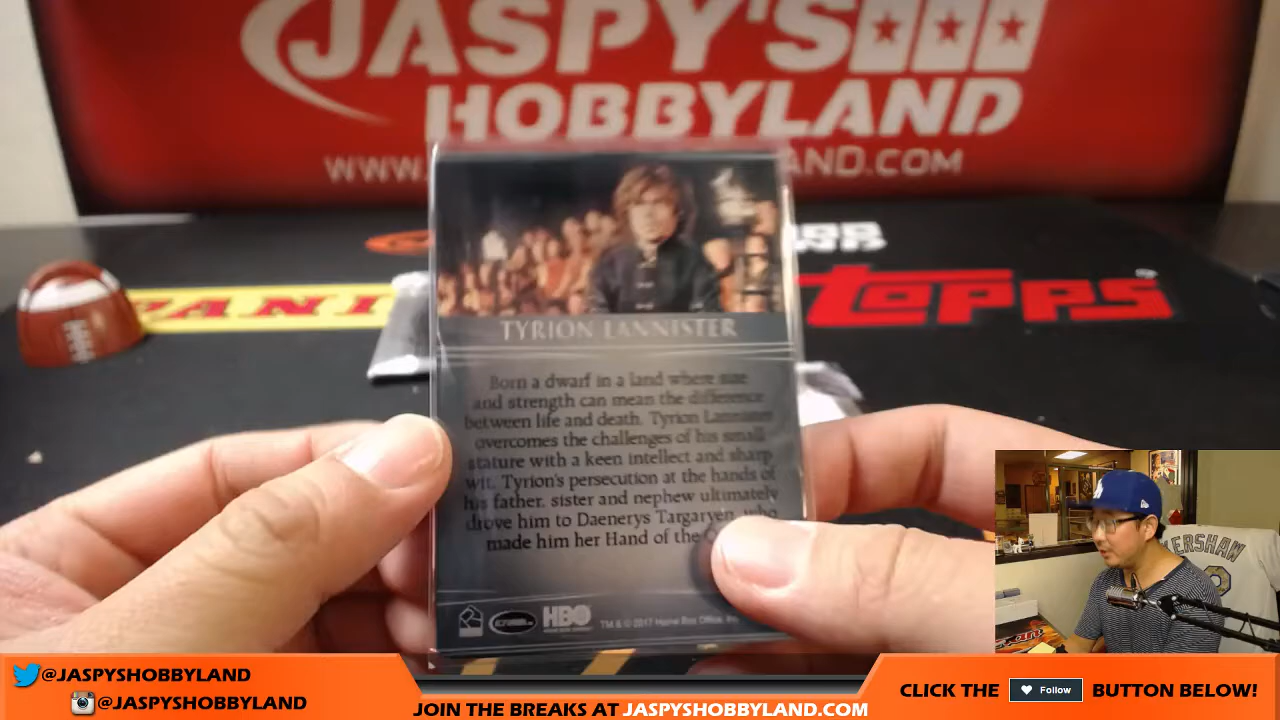 JASPY'S
HOBBYLAND
WWW. AND.COM
PANINI
TOPPS
TYRION LANNISTER
Born a dwarf in a land where size
and strength can mean the difference
between life and death. Tyrion Lannister
overcomes the challenges of his small
stature with a keen intellect and sharp
wit. Tyrion's persecution at the hands of
his father, sister and nephew ultimately
drove him to Daenerys Targaryen, who
made him her Hand of the
HBO
TM & © 2017 Home Box Office, Inc.
KERSHAW
@JASPYSHOBBYLAND
@JASPYSHOBBYLAND
JOIN THE BREAKS AT JASPYSHOBBYLAND.COM
CLICK THE Follow BUTTON BELOW!